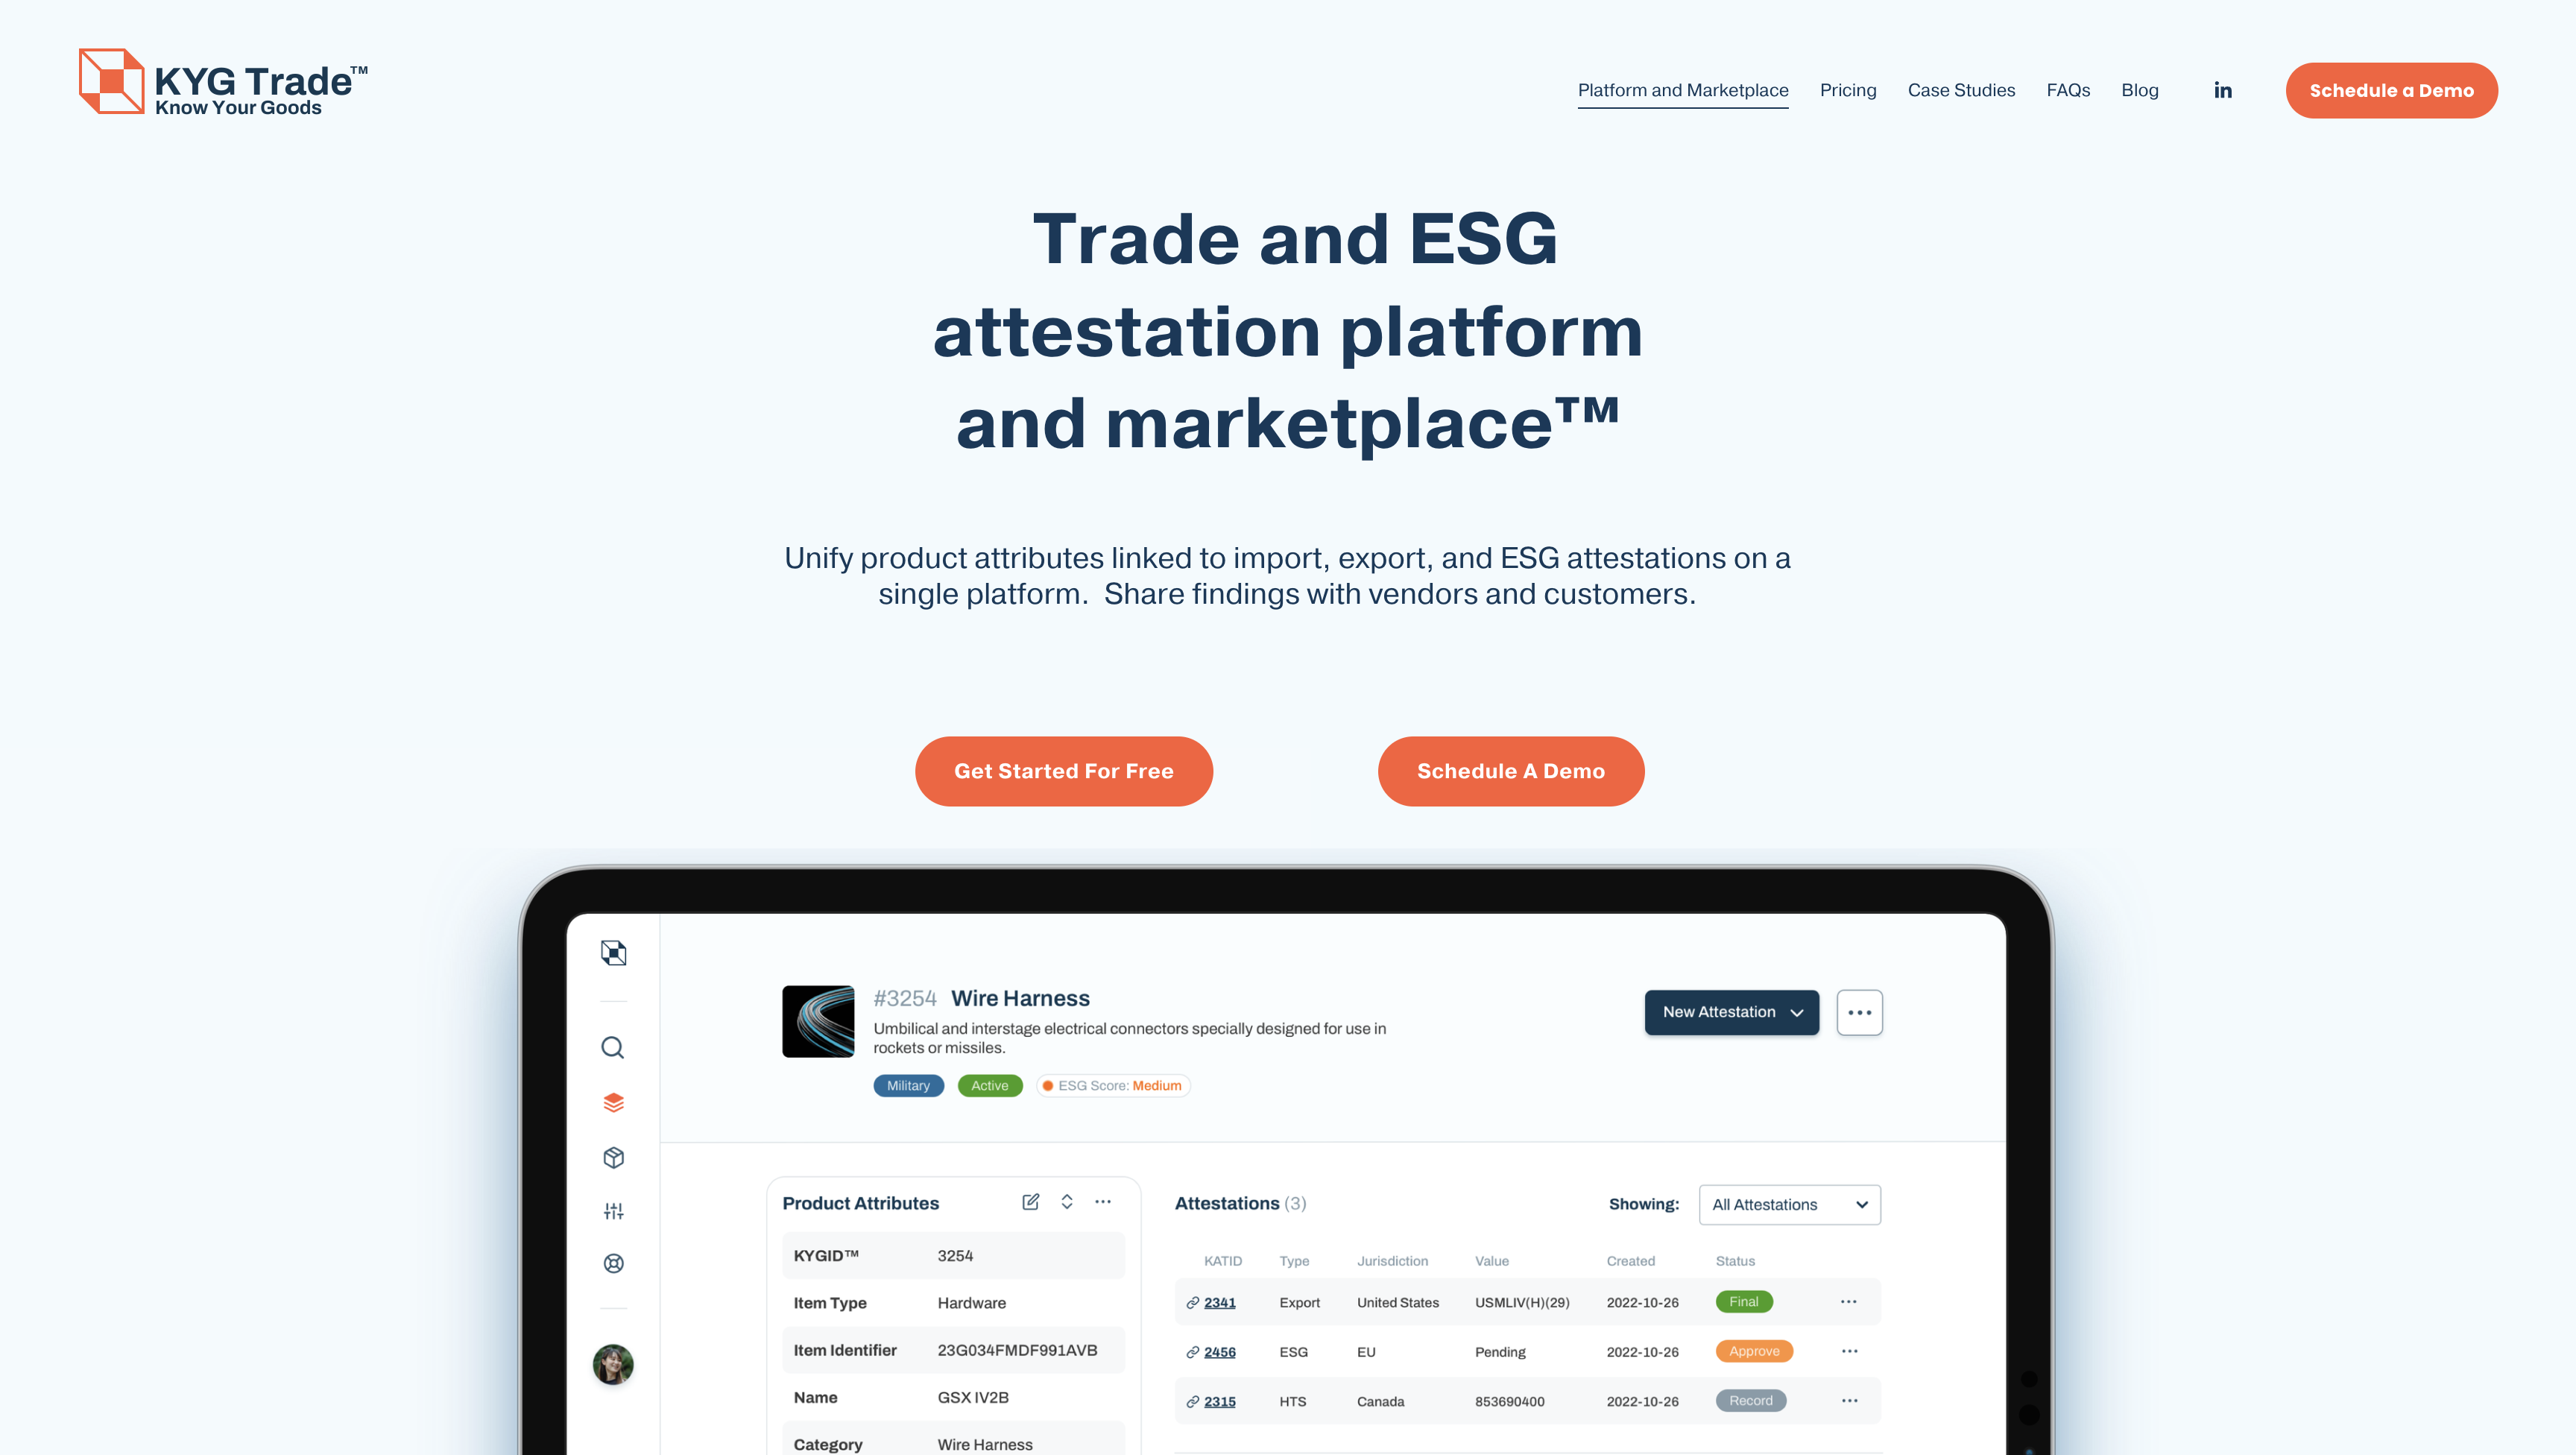 KYG Trade™
Know Your Goods
Platform and Marketplace
Pricing
Case Studies
FAQs
Blog
in
Schedule a Demo
Trade and ESG
attestation platform
and marketplace™
Unify product attributes linked to import, export, and ESG attestations on a
single platform.  Share findings with vendors and customers.
Get Started For Free
Schedule A Demo
#3254 Wire Harness
Umbilical and interstage electrical connectors specially designed for use in
rockets or missiles.
Military
Active
ESG Score: Medium
New Attestation
Product Attributes
KYGID™ 3254
Item Type Hardware
Item Identifier 23G034FMDF991AVB
Name GSX IV2B
Category Wire Harness
Attestations (3)
Showing: All Attestations
KATID Type Jurisdiction Value Created Status
2341 Export United States USMLIV(H)(29) 2022-10-26 Final
2456 ESG EU Pending 2022-10-26 Approve
2315 HTS Canada 853690400 2022-10-26 Record